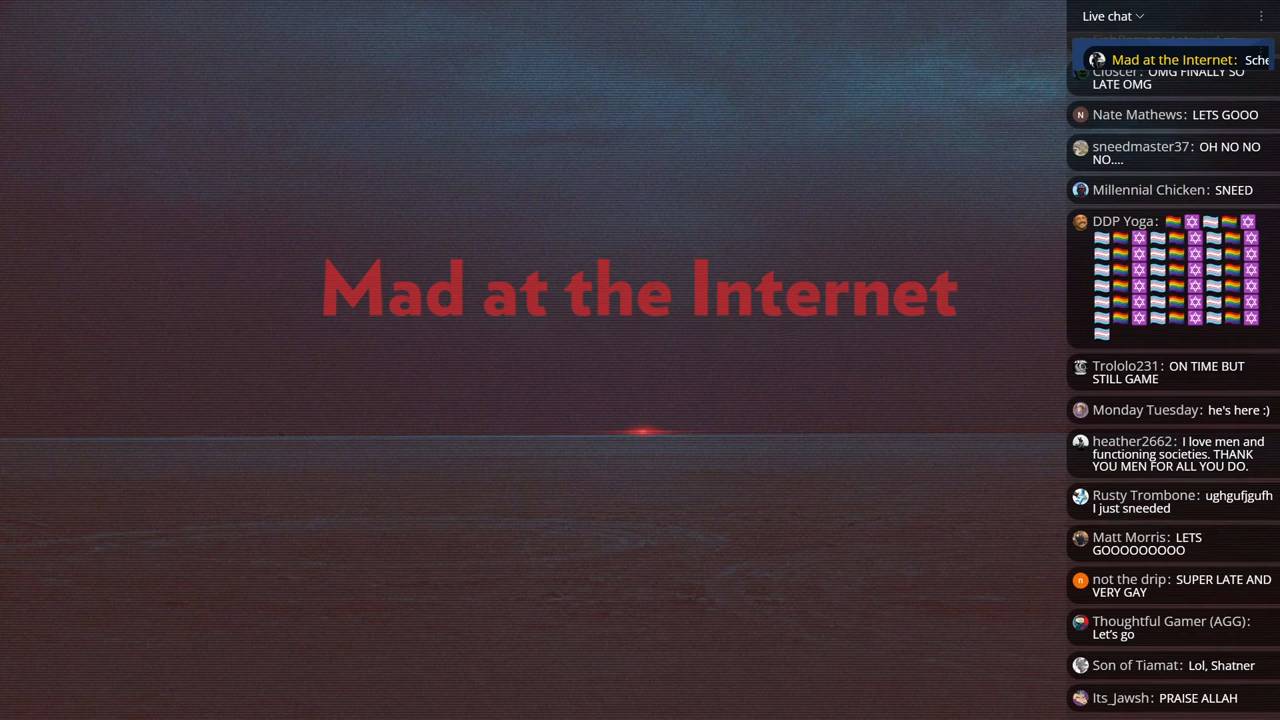 Live chat
Mad at the Internet: Sche
Closcer: OMG FINALLY SO
LATE OMG
N Nate Mathews: LETS GOOO
sneedmaster37: OH NO NO
NO....
Millennial Chicken: SNEED
DDP Yoga: 🏳️‍🌈🔯🏳️‍⚧️🏳️‍🌈🔯
🏳️‍⚧️🏳️‍🌈🔯🏳️‍⚧️🏳️‍🌈🔯🏳️‍⚧️🏳️‍🌈🔯
🏳️‍⚧️🏳️‍🌈🔯🏳️‍⚧️🏳️‍🌈🔯🏳️‍⚧️🏳️‍🌈🔯
🏳️‍⚧️🏳️‍🌈🔯🏳️‍⚧️🏳️‍🌈🔯🏳️‍⚧️🏳️‍🌈🔯
🏳️‍⚧️🏳️‍🌈🔯🏳️‍⚧️🏳️‍🌈🔯🏳️‍⚧️🏳️‍🌈🔯
🏳️‍⚧️🏳️‍🌈🔯🏳️‍⚧️🏳️‍🌈🔯🏳️‍⚧️🏳️‍🌈🔯
🏳️‍⚧️🏳️‍🌈🔯🏳️‍⚧️🏳️‍🌈🔯🏳️‍⚧️🏳️‍🌈🔯
🏳️‍⚧️
Mad at the Internet
Trololo231: ON TIME BUT
STILL GAME
Monday Tuesday: he's here :)
heather2662: I love men and
functioning societies. THANK
YOU MEN FOR ALL YOU DO.
Rusty Trombone: ughgufjgufh
I just sneeded
Matt Morris: LETS
GOOOOOOOOO
n not the drip: SUPER LATE AND
VERY GAY
Thoughtful Gamer (AGG):
Let's go
Son of Tiamat: Lol, Shatner
Its_Jawsh: PRAISE ALLAH